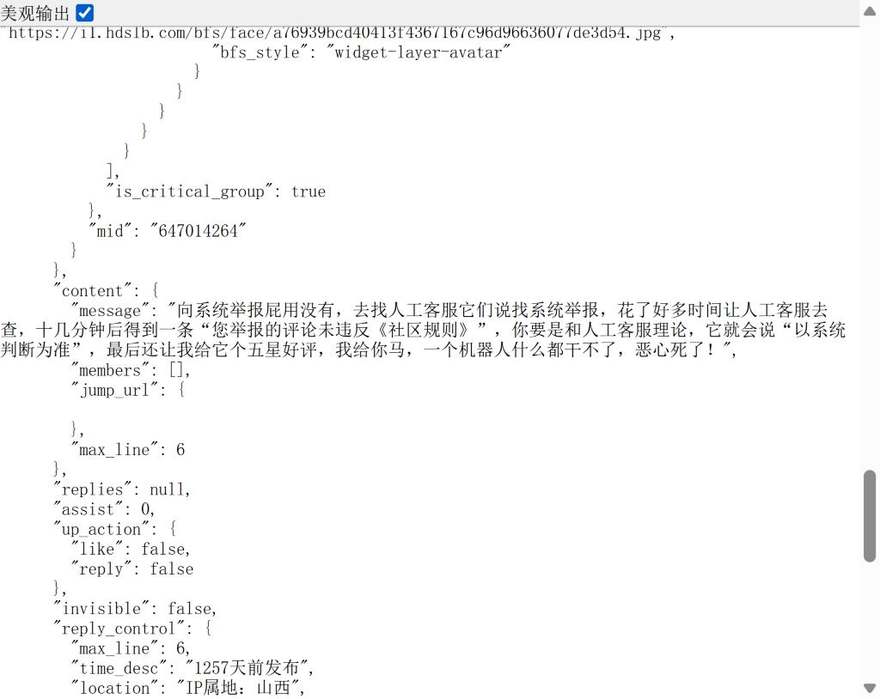 美观输出
"https://i1.hdslb.com/bfs/face/a76939bcd40413f4367167c96d96636077de3d54.jpg",
"bfs_style": "widget-layer-avatar"
}
}
}
}
}
],
"is_critical_group": true
},
"mid": "647014264"
}
},
"content": {
"message": "向系统举报屁用没有，去找人工客服它们说找系统举报，花了好多时间让人工客服去
查，十几分钟后得到一条“您举报的评论未违反《社区规则》”，你要是和人工客服理论，它就会说“以系统
判断为准”，最后还让我给它个五星好评，我给你马，一个机器人什么都干不了，恶心死了！",
"members": [],
"jump_url": {
},
"max_line": 6
},
"replies": null,
"assist": 0,
"up_action": {
"like": false,
"reply": false
},
"invisible": false,
"reply_control": {
"max_line": 6,
"time_desc": "1257天前发布",
"location": "IP属地：山西",